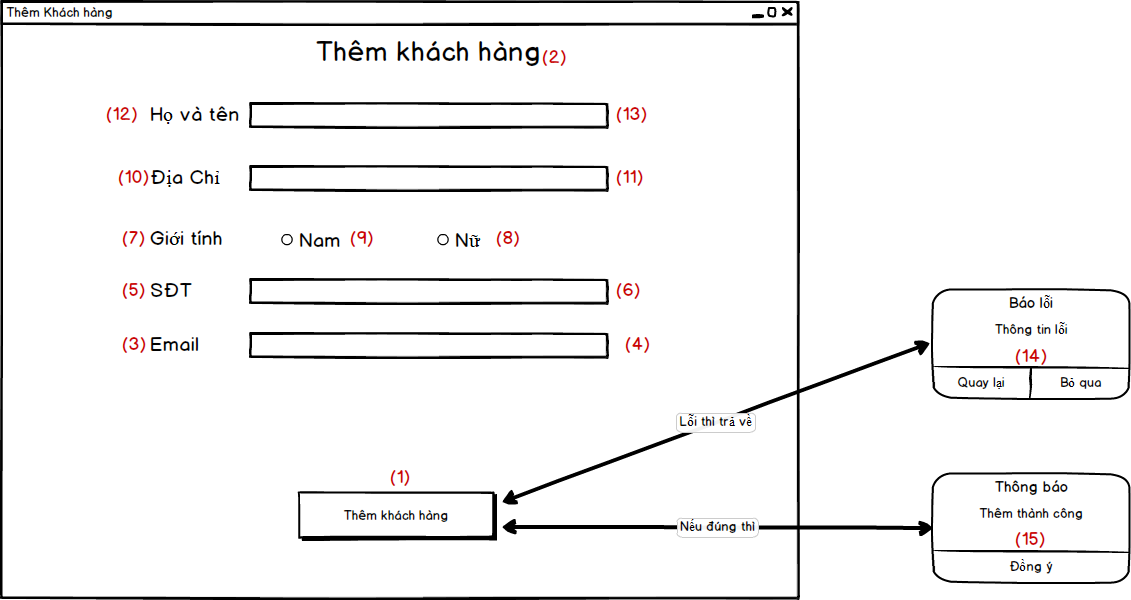 Thêm Khách hàng
Thêm khách hàng (2)
(12) Họ và tên (13)
(10) Địa Chỉ (11)
(7) Giới tính Nam (9) Nữ (8)
(5) SĐT (6)
(3) Email (4)
(1)
Thêm khách hàng
Lỗi thì trả về
Nếu đúng thì
Báo lỗi
Thông tin lỗi
(14)
Quay lại Bỏ qua
Thông báo
Thêm thành công
(15)
Đồng ý